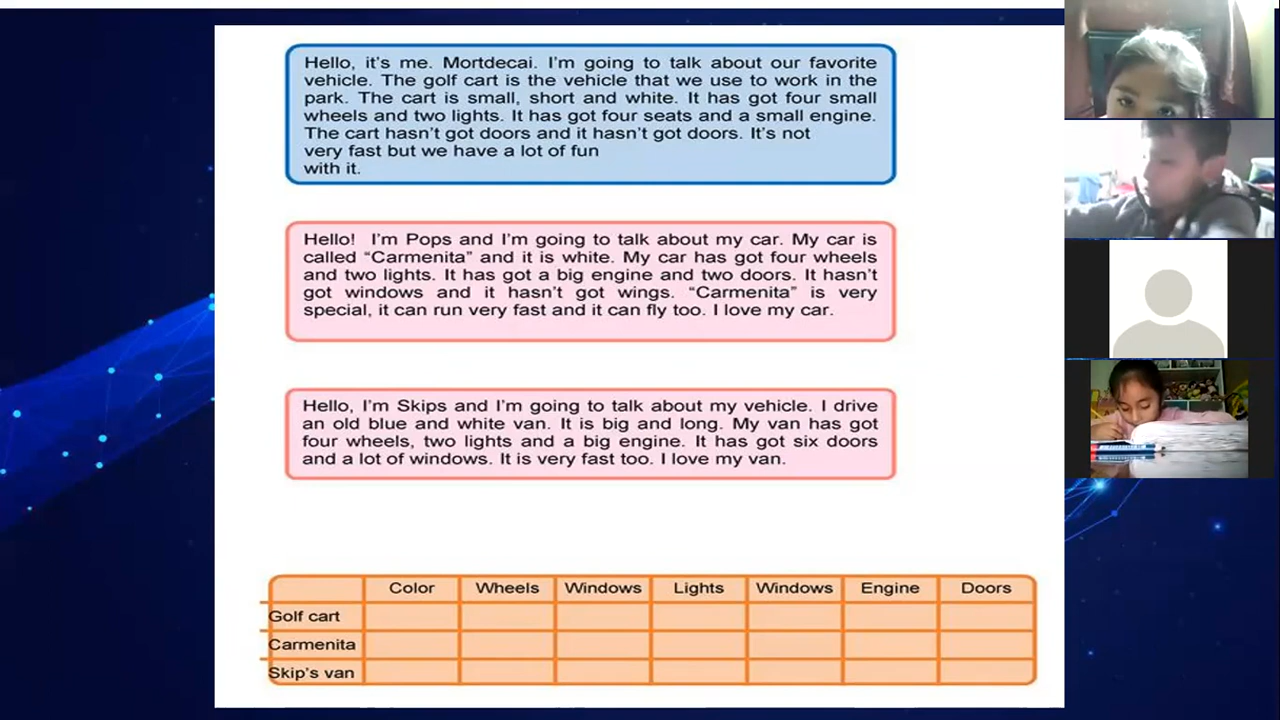 Hello, it's me. Mortdecai. I'm going to talk about our favorite
vehicle. The golf cart is the vehicle that we use to work in the
park. The cart is small, short and white. It has got four small
wheels and two lights. It has got four seats and a small engine.
The cart hasn't got doors and it hasn't got doors. It's not
very fast but we have a lot of fun
with it.
Hello! I'm Pops and I'm going to talk about my car. My car is
called "Carmenita" and it is white. My car has got four wheels
and two lights. It has got a big engine and two doors. It hasn't
got windows and it hasn't got wings. "Carmenita" is very
special, it can run very fast and it can fly too. I love my car.
Hello, I'm Skips and I'm going to talk about my vehicle. I drive
an old blue and white van. It is big and long. My van has got
four wheels, two lights and a big engine. It has got six doors
and a lot of windows. It is very fast too. I love my van.
Color Wheels Windows Lights Windows Engine Doors
Golf cart
Carmenita
Skip's van